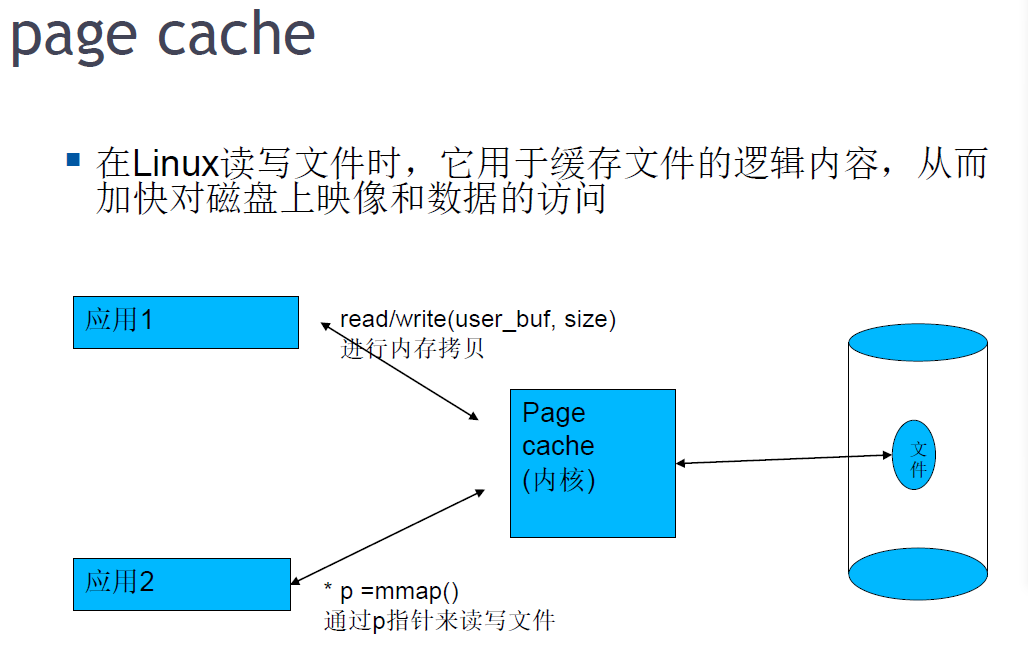 page cache
在Linux读写文件时，它用于缓存文件的逻辑内容，从而
加快对磁盘上映像和数据的访问
应用1
read/write(user_buf, size)
进行内存拷贝
Page
cache
(内核)
文
件
应用2
* p =mmap()
通过p指针来读写文件